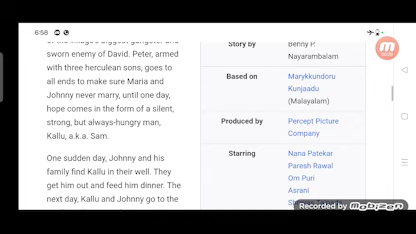 6:58
of the village's biggest gangster and
sworn enemy of David. Peter, armed
with three herculean sons, goes to
all ends to make sure Maria and
Johnny never marry, until one day,
hope comes in the form of a silent,
strong, but always-hungry man,
Kallu, a.k.a. Sam.
One sudden day, Johnny and his
family find Kallu in their well. They
get him out and feed him dinner. The
next day, Kallu and Johnny go to the
Story by
Benny P.
Nayarambalam
Based on
Marykkundoru
Kunjaadu
(Malayalam)
Produced by
Percept Picture
Company
Starring
Nana Patekar
Paresh Rawal
Om Puri
Asrani
Recorded by Mobizen